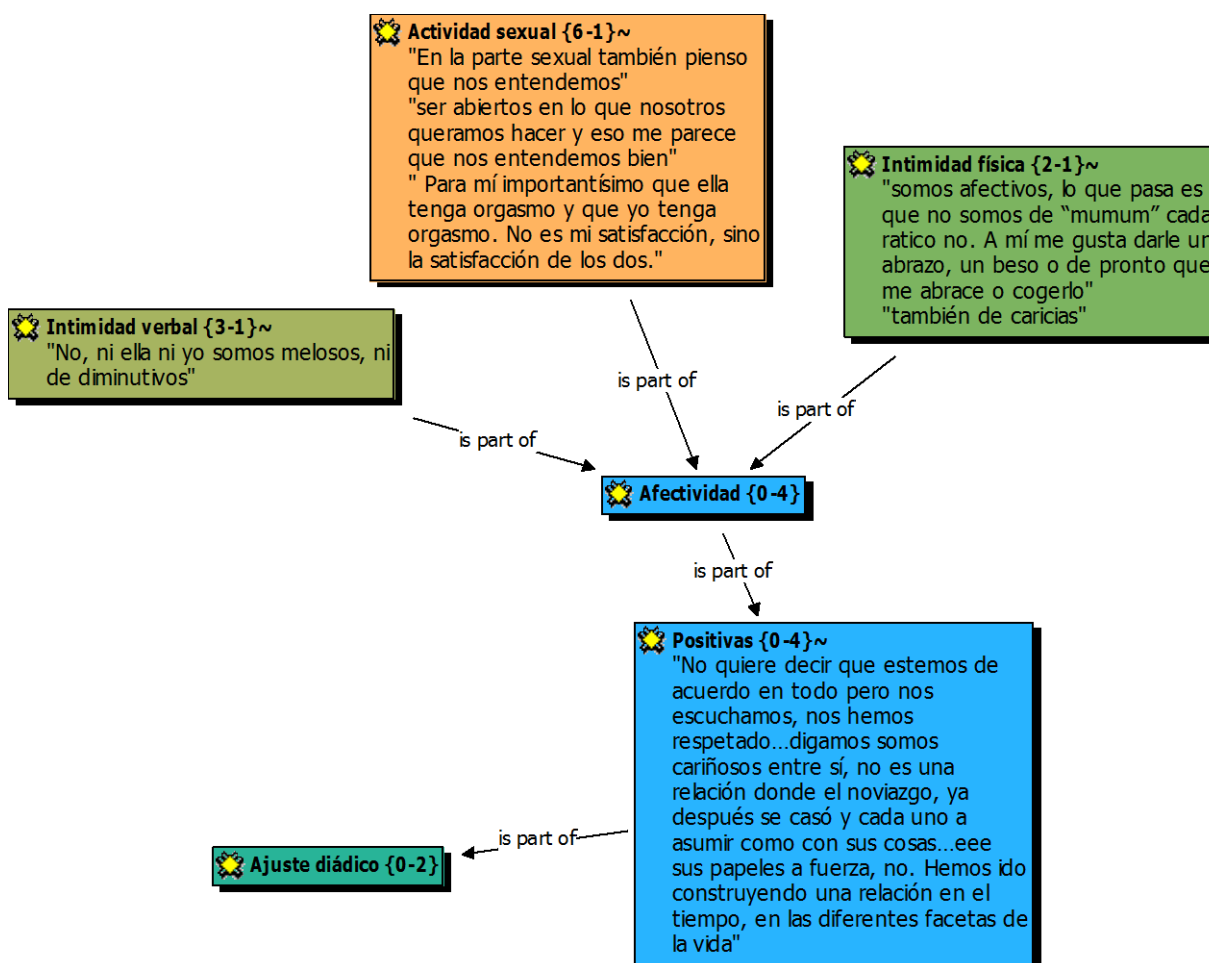 Actividad sexual {6-1}~
"En la parte sexual también pienso
que nos entendemos"
"ser abiertos en lo que nosotros
queramos hacer y eso me parece
que nos entendemos bien"
" Para mí importantísimo que ella
tenga orgasmo y que yo tenga
orgasmo. No es mi satisfacción, sino
la satisfacción de los dos."
Intimidad física {2-1}~
"somos afectivos, lo que pasa es
que no somos de “mumum” cada
ratico no. A mí me gusta darle un
abrazo, un beso o de pronto que
me abrace o cogerlo"
"también de caricias"
Intimidad verbal {3-1}~
"No, ni ella ni yo somos melosos, ni
de diminutivos"
is part of
is part of
is part of
Afectividad {0-4}
is part of
Positivas {0-4}~
"No quiere decir que estemos de
acuerdo en todo pero nos
escuchamos, nos hemos
respetado...digamos somos
cariñosos entre sí, no es una
relación donde el noviazgo, ya
después se casó y cada uno a
asumir como con sus cosas...eee
sus papeles a fuerza, no. Hemos ido
construyendo una relación en el
tiempo, en las diferentes facetas de
la vida"
is part of
Ajuste diádico {0-2}